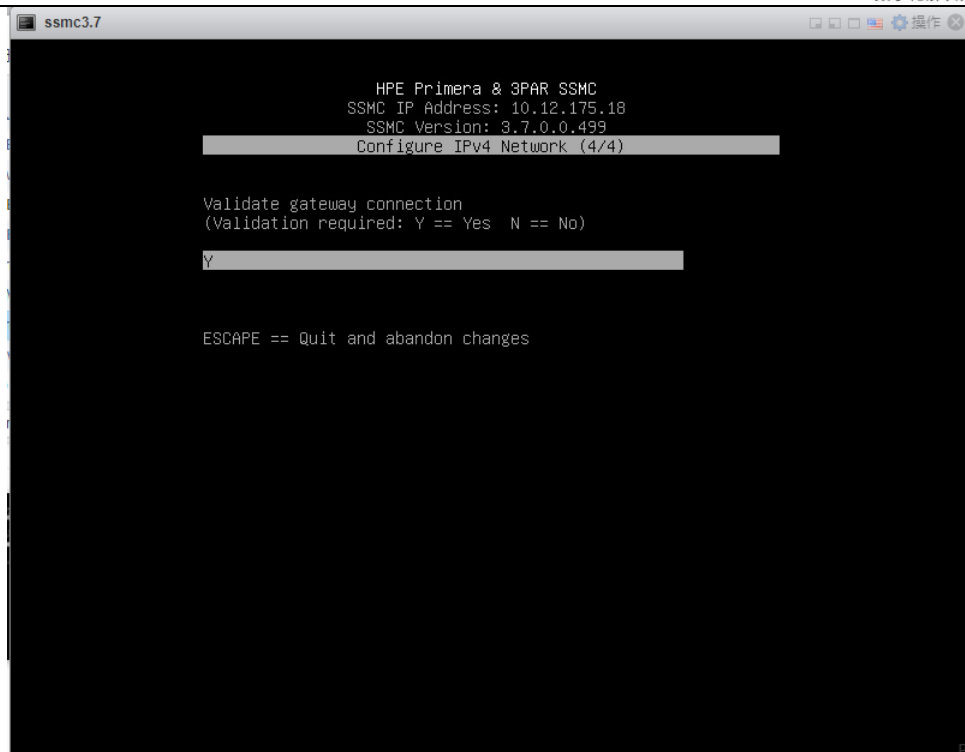 ssmc3.7
操作
HPE Primera & 3PAR SSMC
SSMC IP Address: 10.12.175.18
SSMC Version: 3.7.0.0.499
Configure IPv4 Network (4/4)
Validate gateway connection
(Validation required: Y == Yes  N == No)
Y
ESCAPE == Quit and abandon changes